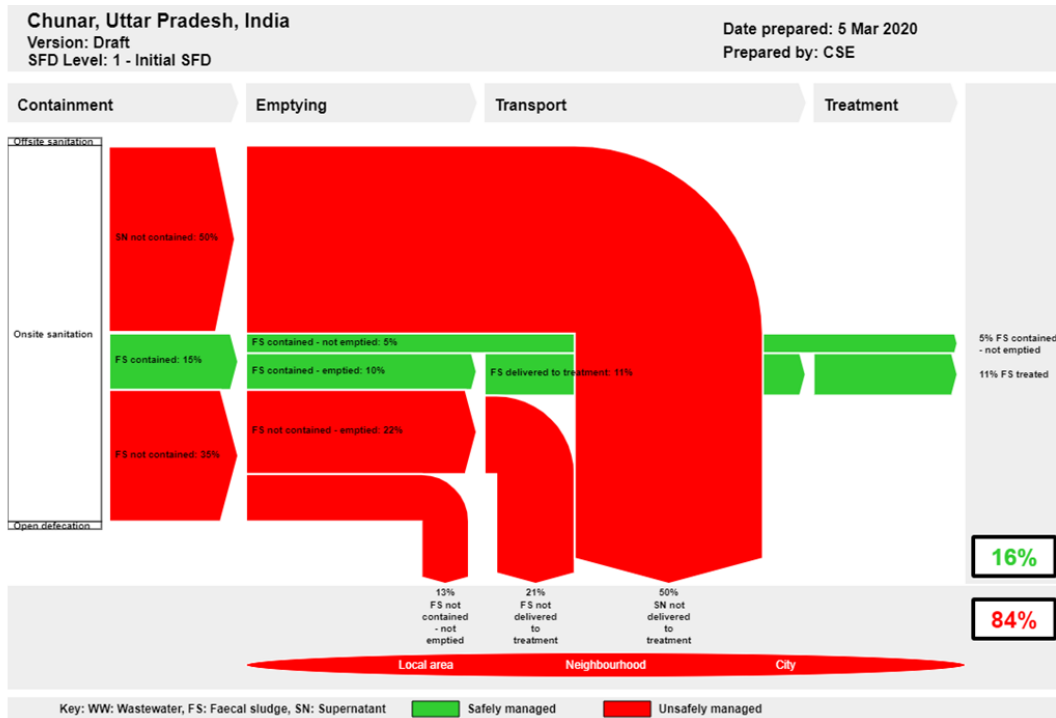 Chunar, Uttar Pradesh, India
Version: Draft
SFD Level: 1 - Initial SFD
Date prepared: 5 Mar 2020
Prepared by: CSE
Containment
Emptying
Transport
Treatment
Offsite sanitation
SN not contained: 50%
Onsite sanitation
FS contained: 15%
FS contained - not emptied: 5%
FS contained - emptied: 10%
FS delivered to treatment: 11%
5% FS contained
- not emptied
11% FS treated
FS not contained - emptied: 22%
FS not contained: 35%
Open defecation
16%
84%
13%
FS not
contained
- not
emptied
21%
FS not
delivered
to
treatment
50%
SN not
delivered
to
treatment
Local area
Neighbourhood
City
Key: WW: Wastewater, FS: Faecal sludge, SN: Supernatant
Safely managed
Unsafely managed